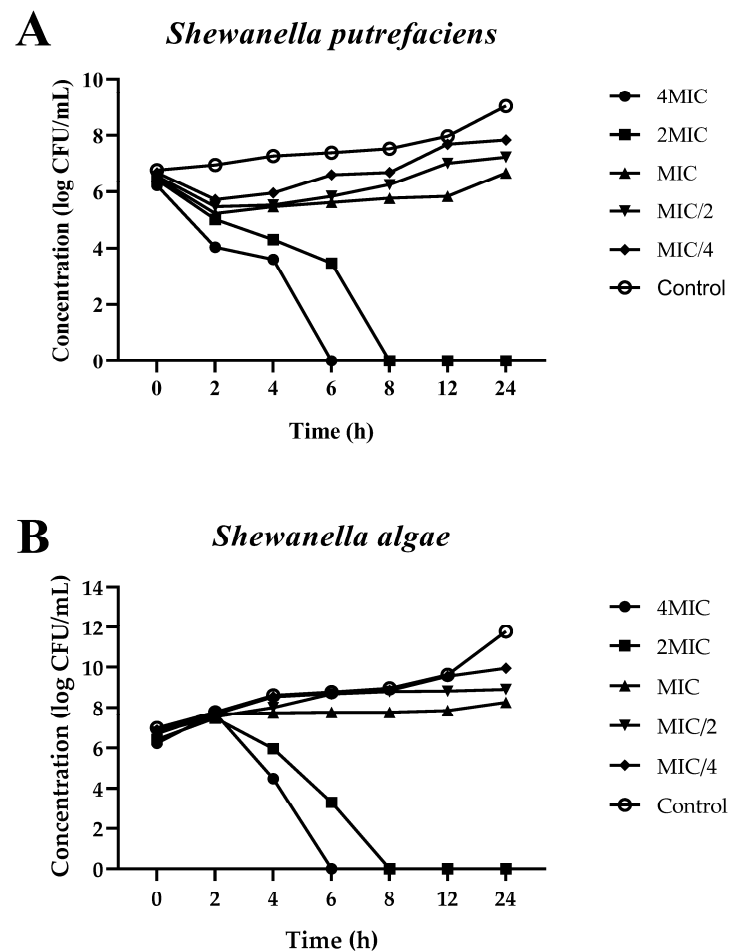 A
Shewanella putrefaciens
Concentration (log CFU/mL)
10
8
6
4
2
0
0 2 4 6 8 12 24
Time (h)
4MIC
2MIC
MIC
MIC/2
MIC/4
Control
B
Shewanella algae
Concentration (log CFU/mL)
14
12
10
8
6
4
2
0
0 2 4 6 8 12 24
Time (h)
4MIC
2MIC
MIC
MIC/2
MIC/4
Control